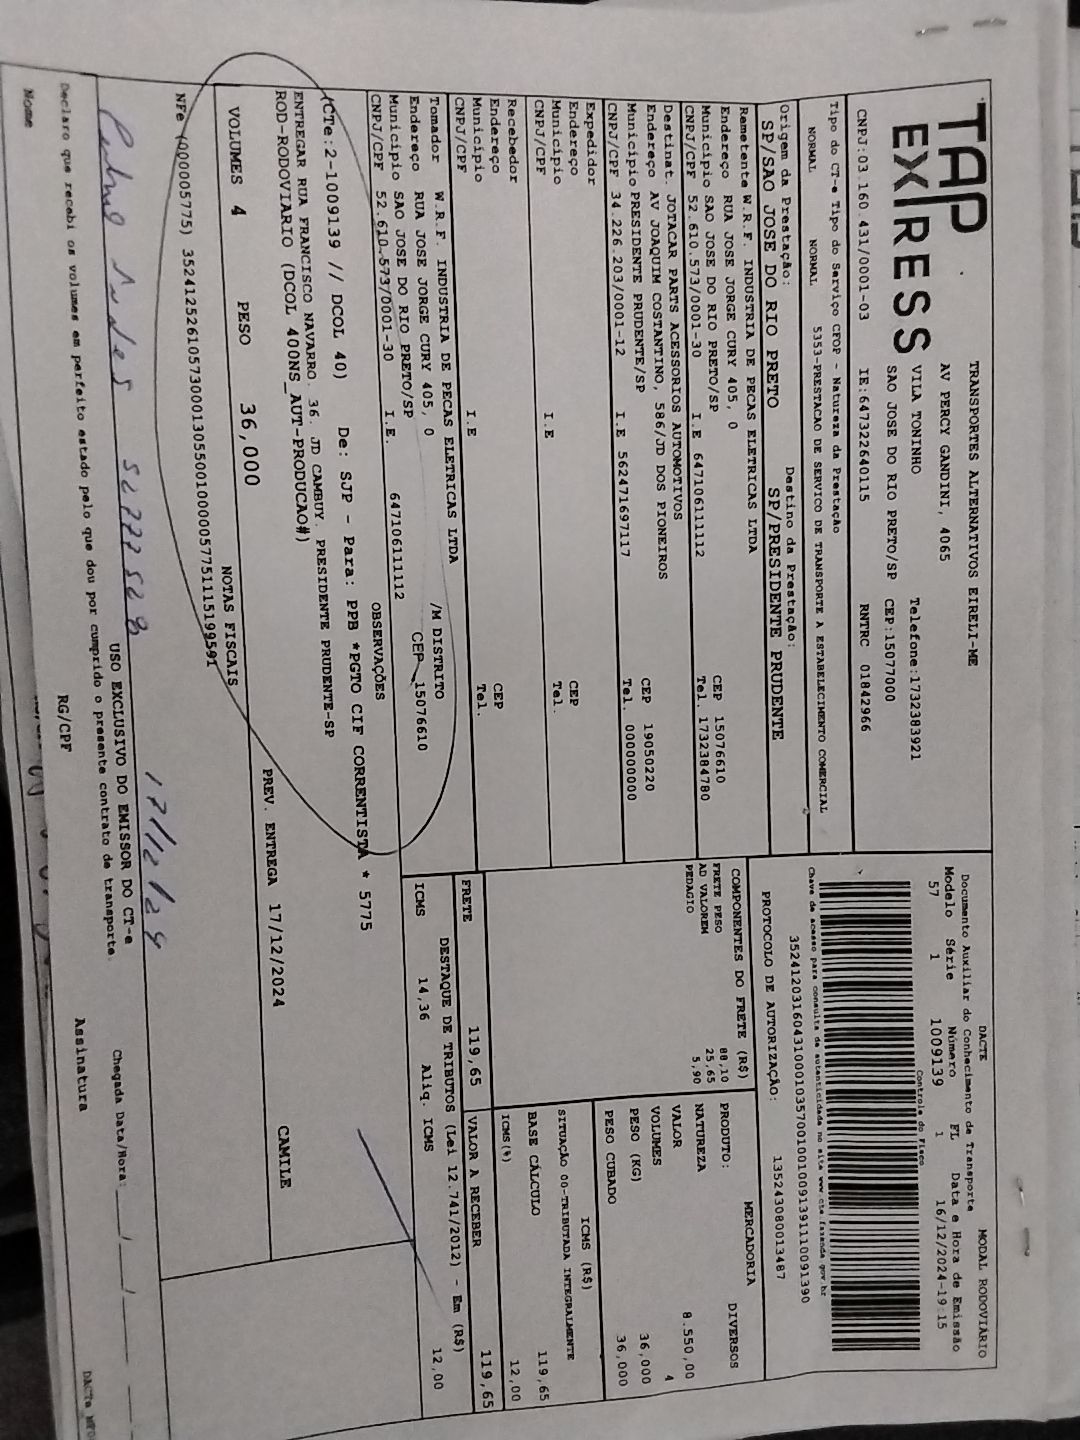 TAP
EXPRESS
TRANSPORTES ALTERNATIVOS EIRELI-ME
AV PERCY GANDINI, 4065
VILA TONINHO Telefone:1732383921
SAO JOSE DO RIO PRETO/SP CEP:15077000
CNPJ:03.160.431/0001-03 IE:647322640115 RNTRC 01842966
Tipo do CT-e Tipo do Serviço CFOP - Natureza da Prestação
NORMAL NORMAL 5353-PRESTACAO DE SERVICO DE TRANSPORTE A ESTABELECIMENTO COMERCIAL
Origem da Prestação: Destino da Prestação:
SP/SAO JOSE DO RIO PRETO SP/PRESIDENTE PRUDENTE
Remetente W.R.F. INDUSTRIA DE PECAS ELETRICAS LTDA
Endereço RUA JOSE JORGE CURY 405, 0
Município SAO JOSE DO RIO PRETO/SP CEP 15076610
CNPJ/CPF 52.610.573/0001-30 I.E 647106111112 Tel. 1732384780
Destinat. JOTACAR PARTS ACESSORIOS AUTOMOTIVOS
Endereço AV JOAQUIM COSTANTINO, 586/JD DOS PIONEIROS
Município PRESIDENTE PRUDENTE/SP CEP 19050220
CNPJ/CPF 34.226.203/0001-12 I.E 562471697117 Tel. 000000000
Expedidor
Endereço
Município CEP
CNPJ/CPF I.E Tel.
Recebedor
Endereço
Município CEP
CNPJ/CPF I.E Tel.
Tomador W.R.F. INDUSTRIA DE PECAS ELETRICAS LTDA
Endereço RUA JOSE JORGE CURY 405, 0 /M DISTRITO
Município SAO JOSE DO RIO PRETO/SP CEP 15076610
CNPJ/CPF 52.610.573/0001-30 I.E. 647106111112
OBSERVAÇÕES
(CTe:2-1009139 // DCOL 40) De: SJP - Para: PPB *PGTO CIF CORRENTISTA * 5775
ENTREGAR RUA FRANCISCO NAVARRO. 36. JD CAMBUY. PRESIDENTE PRUDENTE-SP
ROD-RODOVIARIO (DCOL 400NS_AUT-PRODUCAO#)
PREV. ENTREGA 17/12/2024 CAMILE
VOLUMES 4 PESO 36,000 NOTAS FISCAIS
NFe (000005775) 35241252610573000130550010000057751115199591
DACTE MODAL RODOVIÁRIO
Documento Auxiliar do Conhecimento de Transporte
Modelo Série Número FL Data e Hora de Emissão
57 1 1009139 1 16/12/2024-19:15
Controle do Fisco
Chave de acesso para consulta de autenticidade no site www.cte.fazenda.gov.br
35241203160431000103570010010091391110091390
PROTOCOLO DE AUTORIZAÇÃO: 135243080013487
COMPONENTES DO FRETE (R$)
FRETE PESO 88,10
AD VALOREM 25,65
PEDAGIO 5,90
MERCADORIA
PRODUTO: DIVERSOS
NATUREZA
VALOR 8.550,00
VOLUMES 4
PESO (KG) 36,000
PESO CUBADO 36,000
ICMS (R$)
SITUAÇÃO 00-TRIBUTADA INTEGRALMENTE
BASE CÁLCULO 119,65
ICMS(%) 12,00
FRETE 119,65 VALOR A RECEBER 119,65
DESTAQUE DE TRIBUTOS (Lei 12.741/2012) - Em (R$)
ICMS 14,36 Aliq. ICMS 12,00
52772528 17/12/24
USO EXCLUSIVO DO EMISSOR DO CT-e
Declaro que recebi os volumes em perfeito estado pelo que dou por cumprido o presente contrato de transporte. Chegada Data/Hora: __/__/__
Nome RG/CPF Assinatura